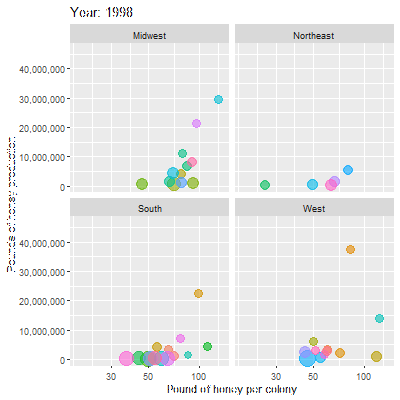 Year: 1998
Midwest
Northeast
40,000,000
30,000,000
20,000,000
10,000,000
0
South
West
40,000,000
30,000,000
20,000,000
10,000,000
0
30
50
100
30
50
100
Pound of honey per colony
Pounds of honey production